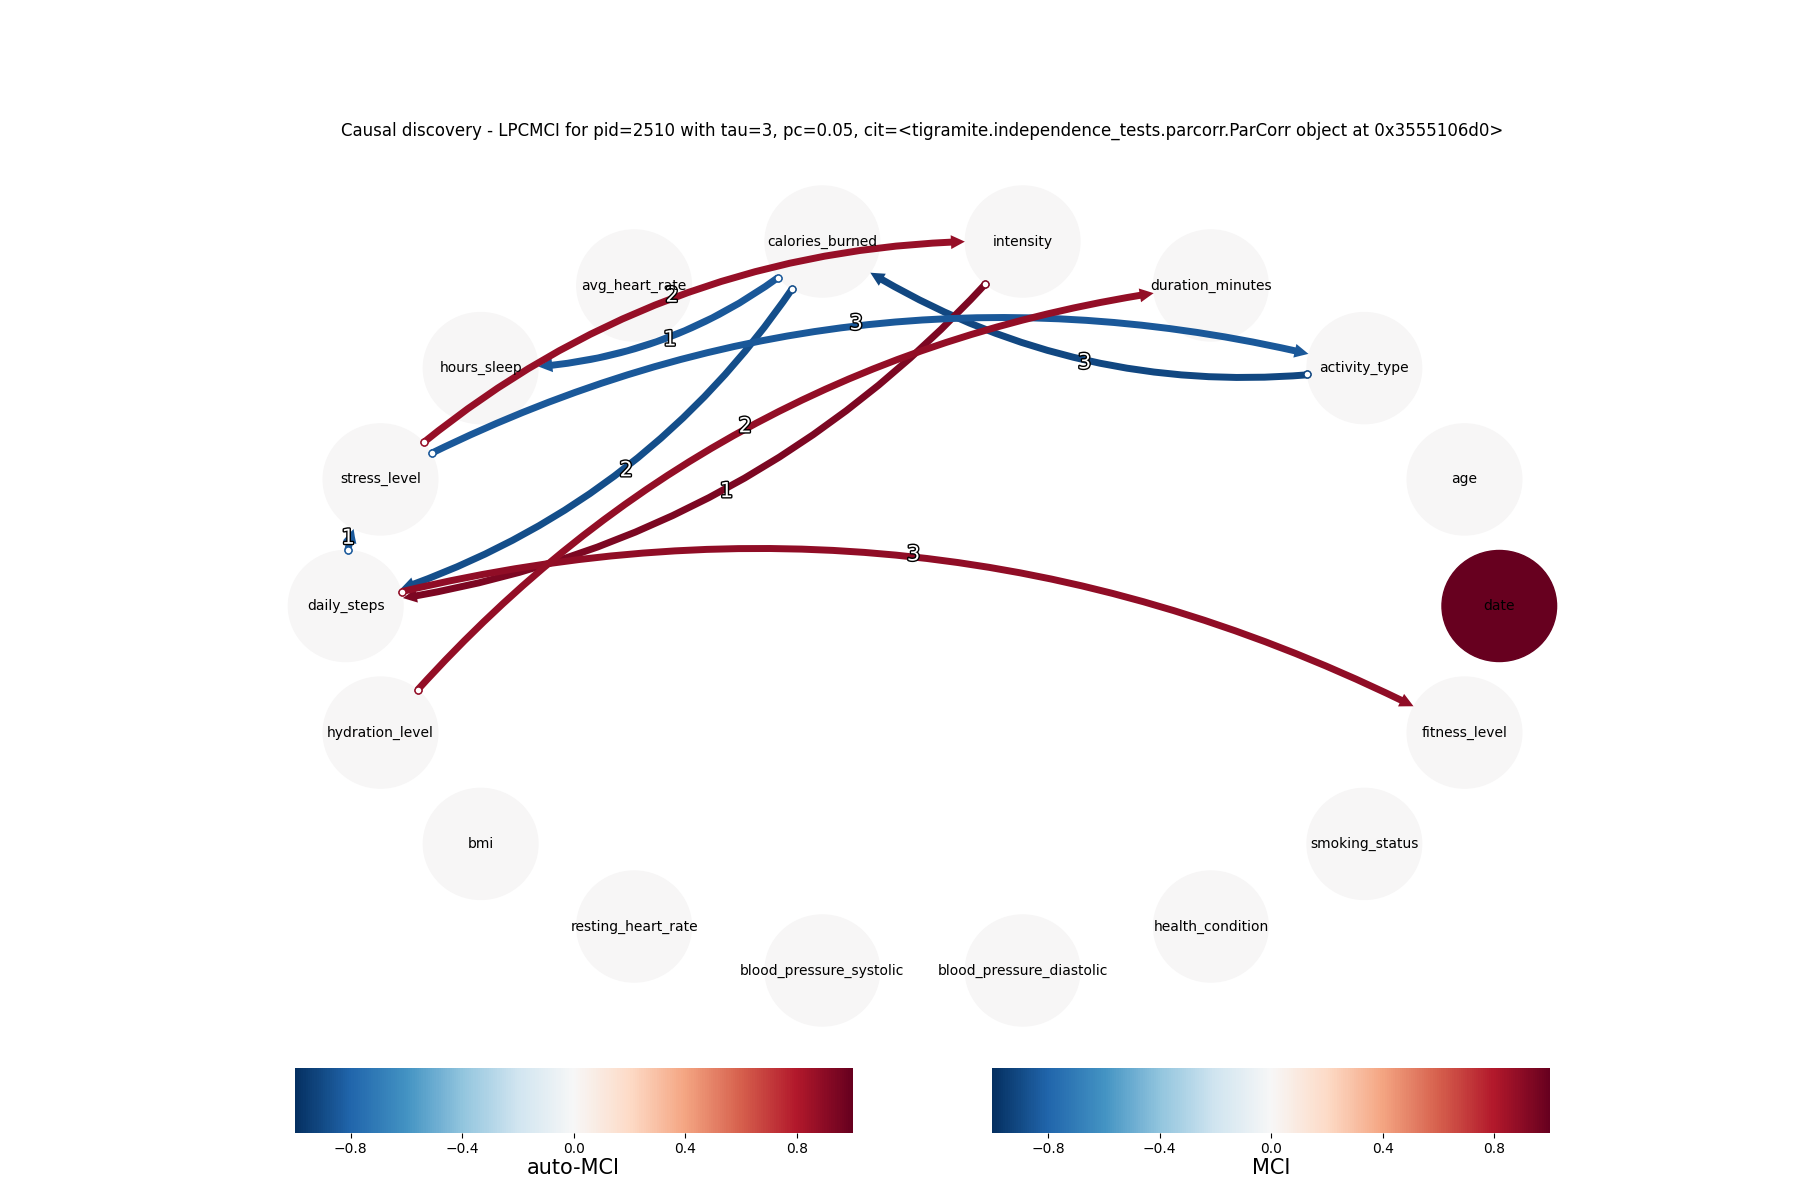 Causal discovery - LPCMCI for pid=2510 with tau=3, pc=0.05, cit=<tigramite.independence_tests.parcorr.ParCorr object at 0x3555106d0>
calories_burned
intensity
avg_heart_rate
duration_minutes
2
3
1
3
hours_sleep
activity_type
2
2
stress_level
1
age
1
3
daily_steps
date
hydration_level
fitness_level
bmi
smoking_status
resting_heart_rate
health_condition
blood_pressure_systolic
blood_pressure_diastolic
−0.8 −0.4 0.0 0.4 0.8
auto-MCI
−0.8 −0.4 0.0 0.4 0.8
MCI